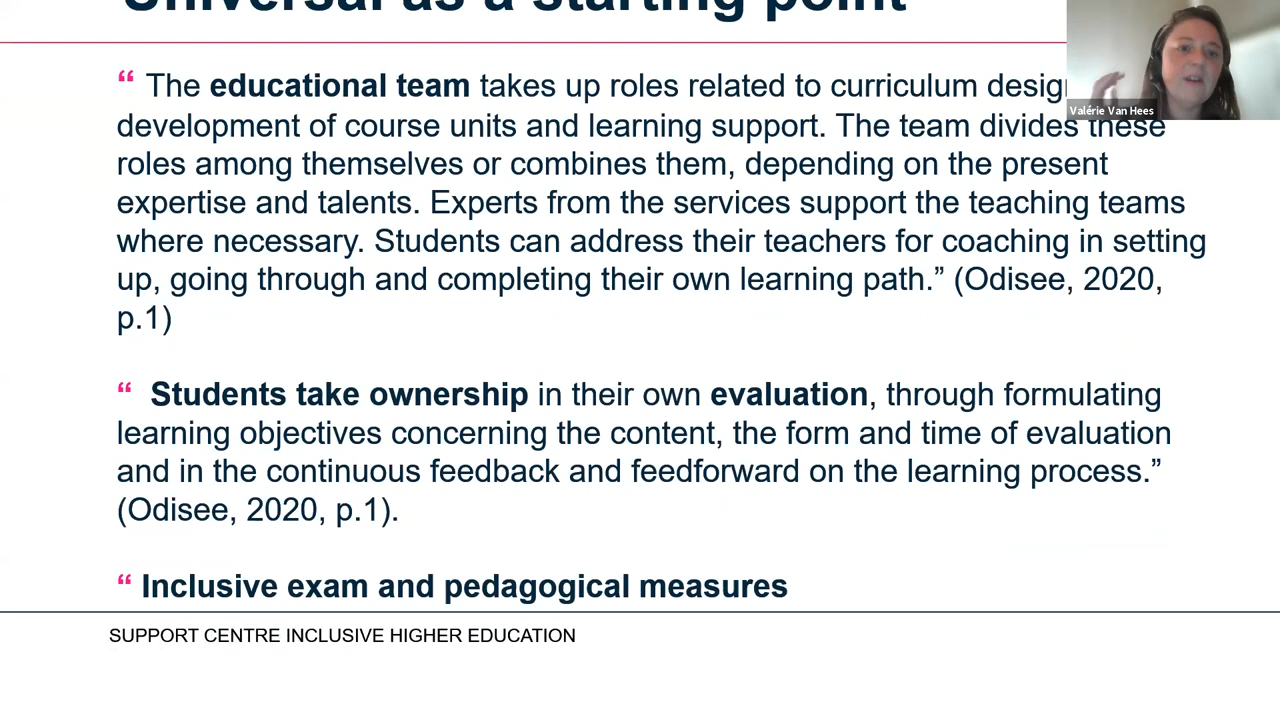 Universal as a starting point
“ The educational team takes up roles related to curriculum design
Valérie Van Hees
development of course units and learning support. The team divides these
roles among themselves or combines them, depending on the present
expertise and talents. Experts from the services support the teaching teams
where necessary. Students can address their teachers for coaching in setting
up, going through and completing their own learning path.” (Odisee, 2020,
p.1)
“ Students take ownership in their own evaluation, through formulating
learning objectives concerning the content, the form and time of evaluation
and in the continuous feedback and feedforward on the learning process.”
(Odisee, 2020, p.1).
“ Inclusive exam and pedagogical measures
SUPPORT CENTRE INCLUSIVE HIGHER EDUCATION